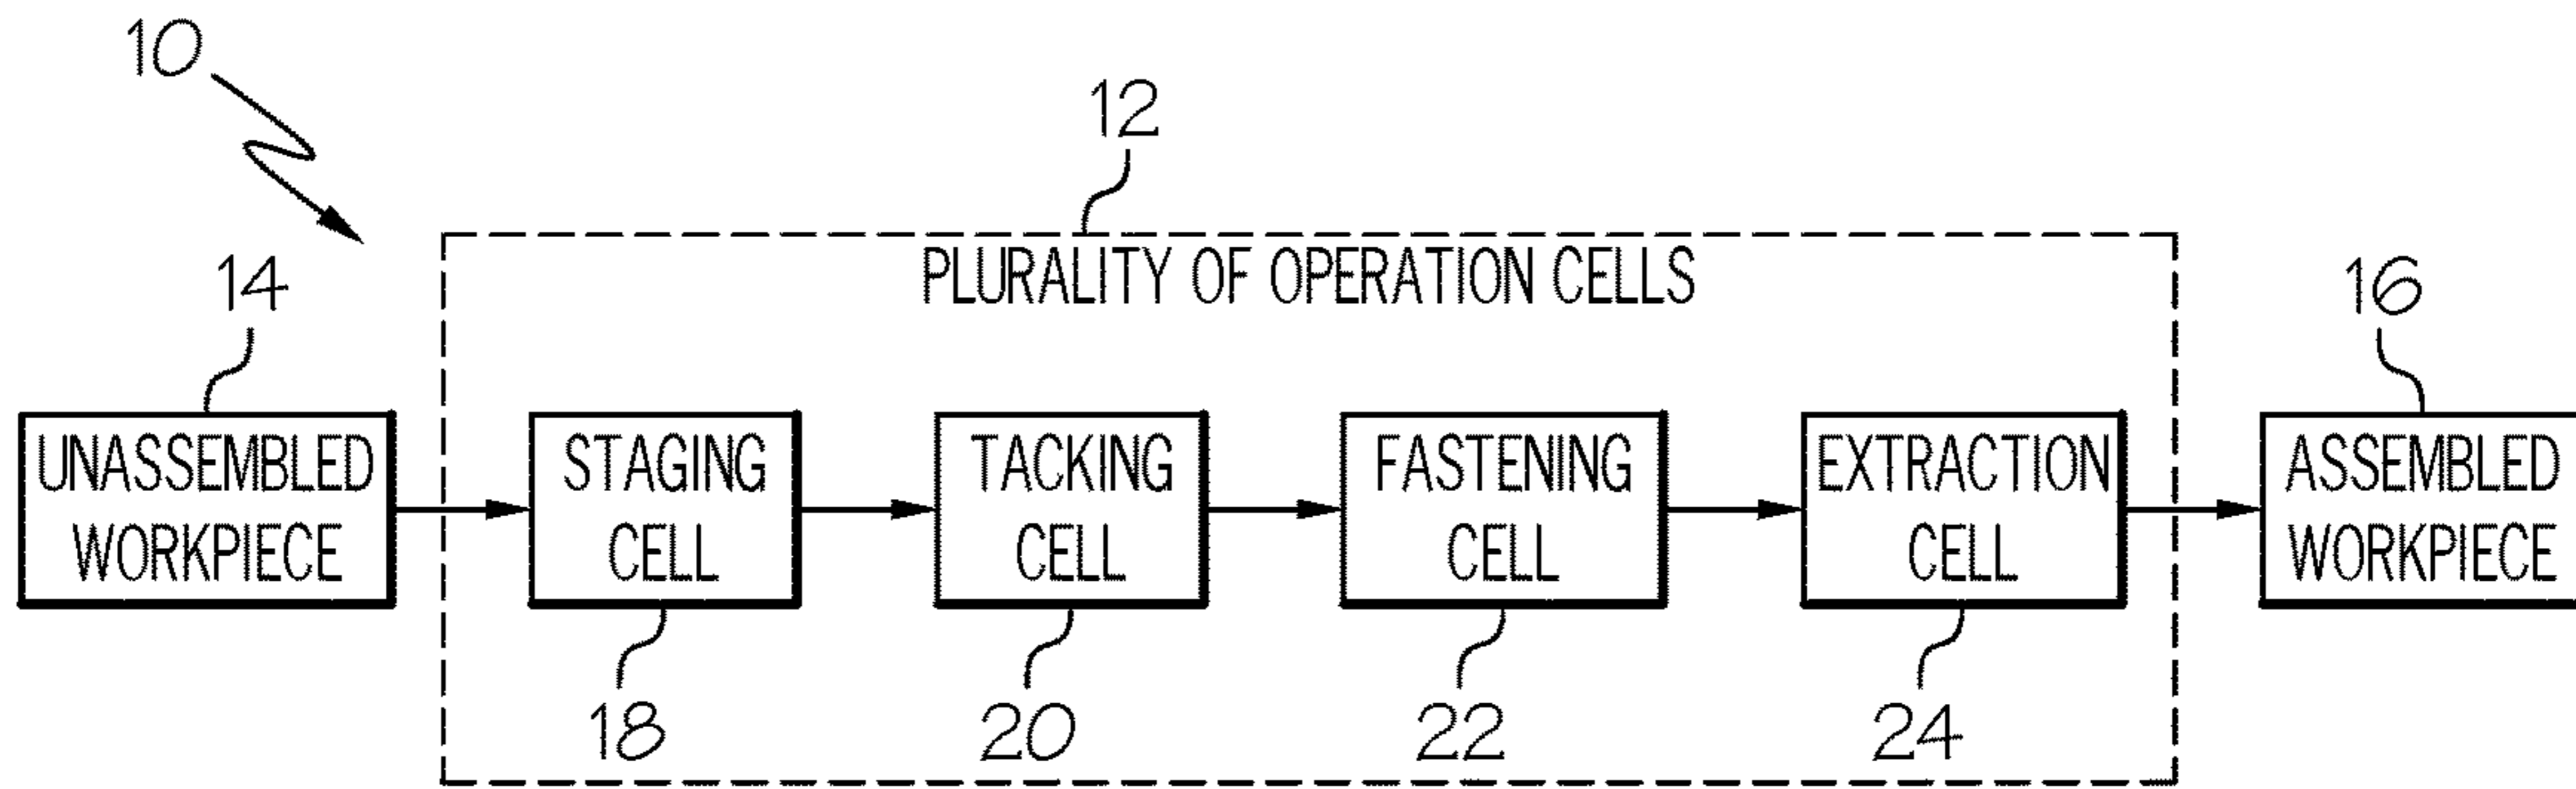 10
12
PLURALITY OF OPERATION CELLS
14
16
UNASSEMBLED
WORKPIECE
STAGING
CELL
TACKING
CELL
FASTENING
CELL
EXTRACTION
CELL
ASSEMBLED
WORKPIECE
18
20
22
24